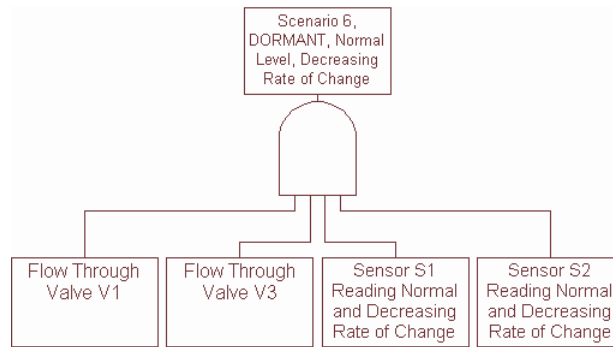 Scenario 6,
DORMANT, Normal
Level, Decreasing
Rate of Change
Flow Through
Valve V1
Flow Through
Valve V3
Sensor S1
Reading Normal
and Decreasing
Rate of Change
Sensor S2
Reading Normal
and Decreasing
Rate of Change